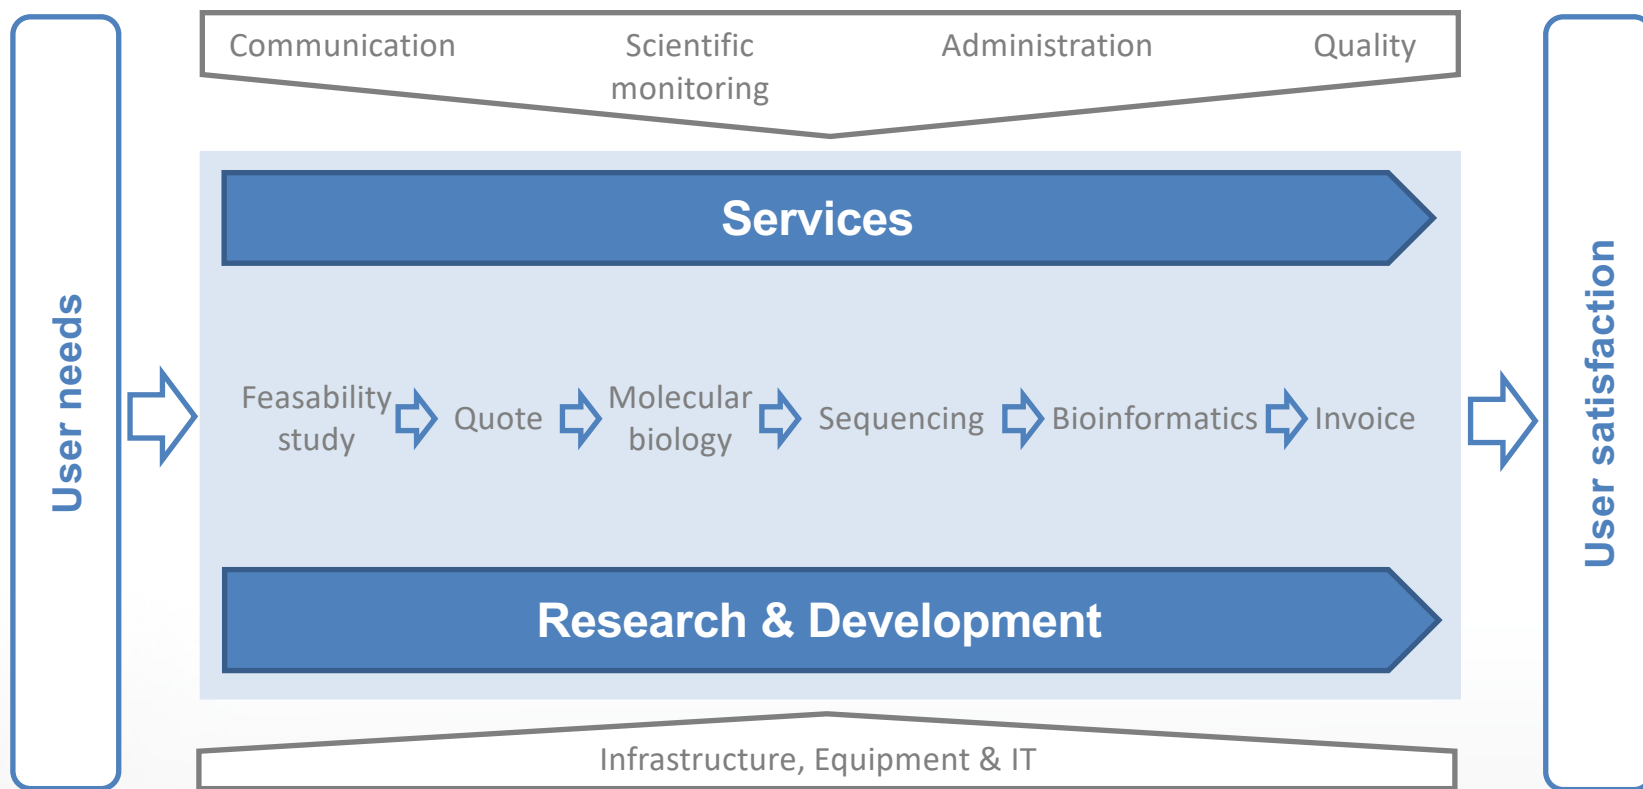 Communication
Scientific
monitoring
Administration
Quality
User needs
Services
Feasability
study
Quote
Molecular
biology
Sequencing
Bioinformatics
Invoice
Research & Development
User satisfaction
Infrastructure, Equipment & IT